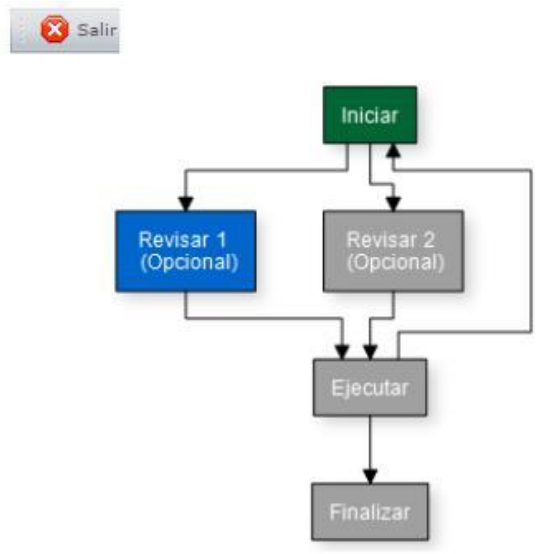 Salir
Iniciar
Revisar 1
(Opcional)
Revisar 2
(Opcional)
Ejecutar
Finalizar